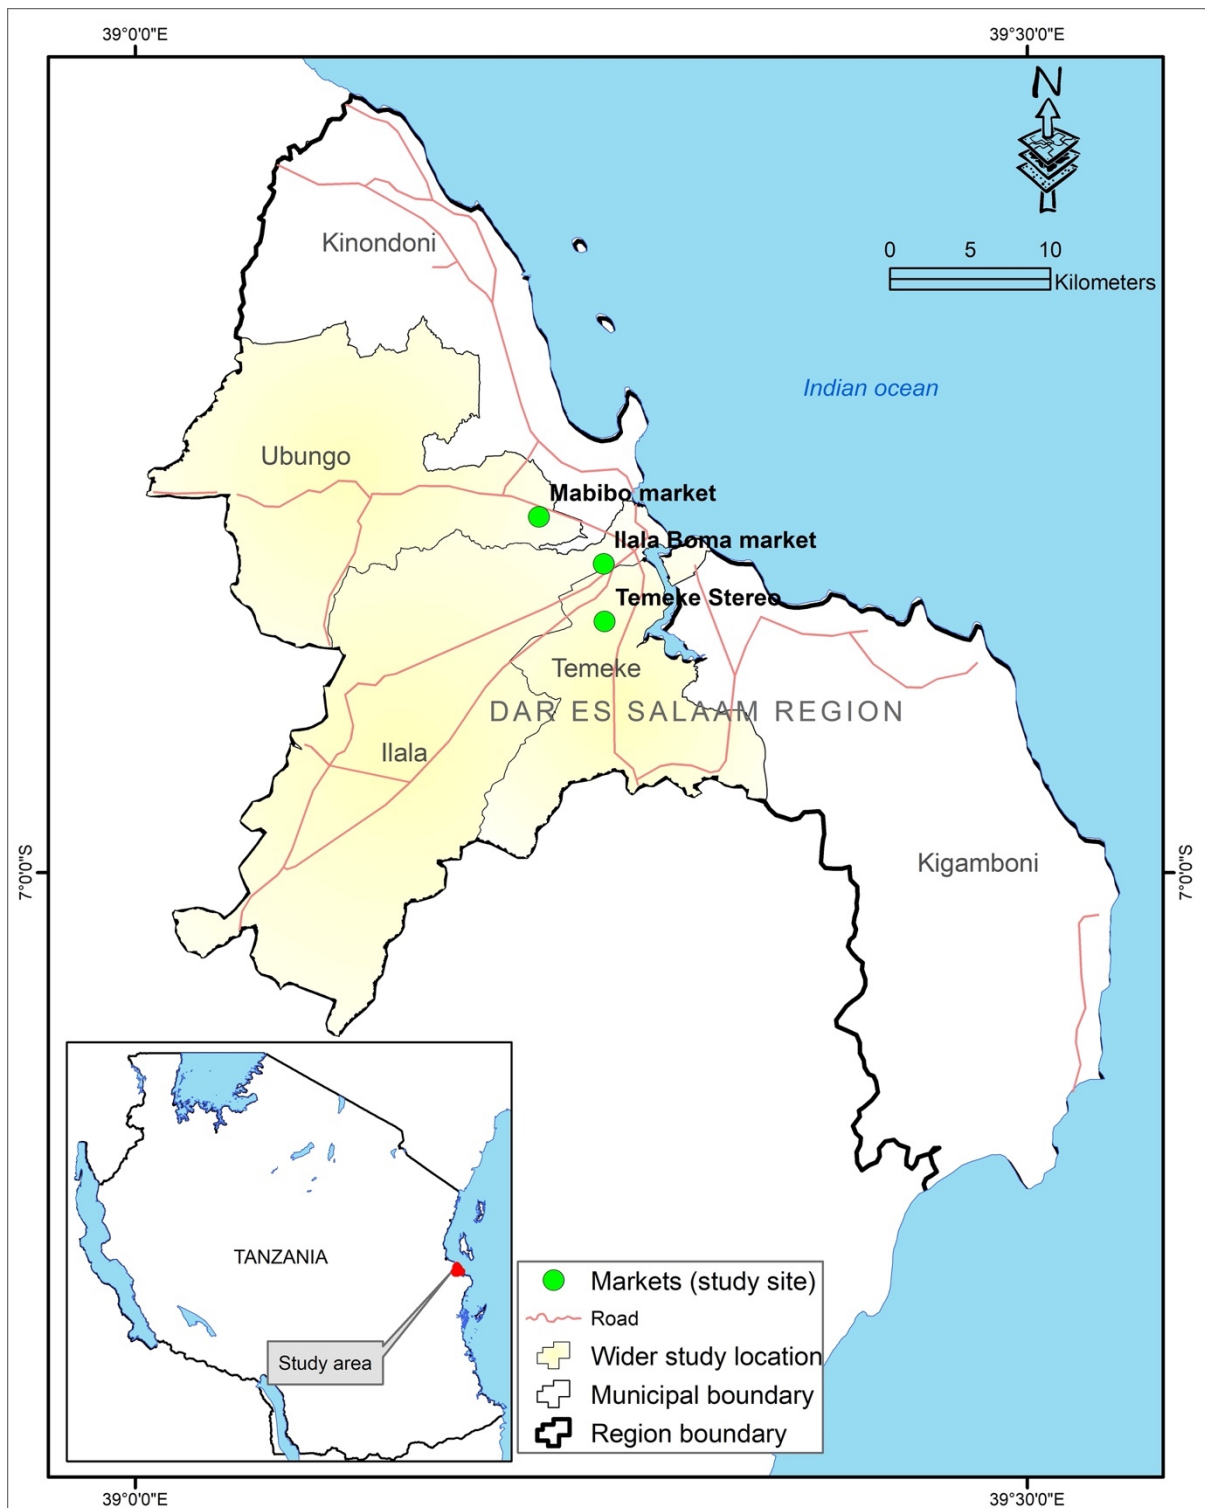 39°0'0"E
39°30'0"E
N
0 5 10
Kilometers
Kinondoni
Indian ocean
Ubungo
Mabibo market
Ilala Boma market
Temeke Stereo
Temeke
DAR ES SALAAM REGION
Ilala
7°0'0"S
7°0'0"S
Kigamboni
TANZANIA
Study area
Markets (study site)
Road
Wider study location
Municipal boundary
Region boundary
39°0'0"E
39°30'0"E